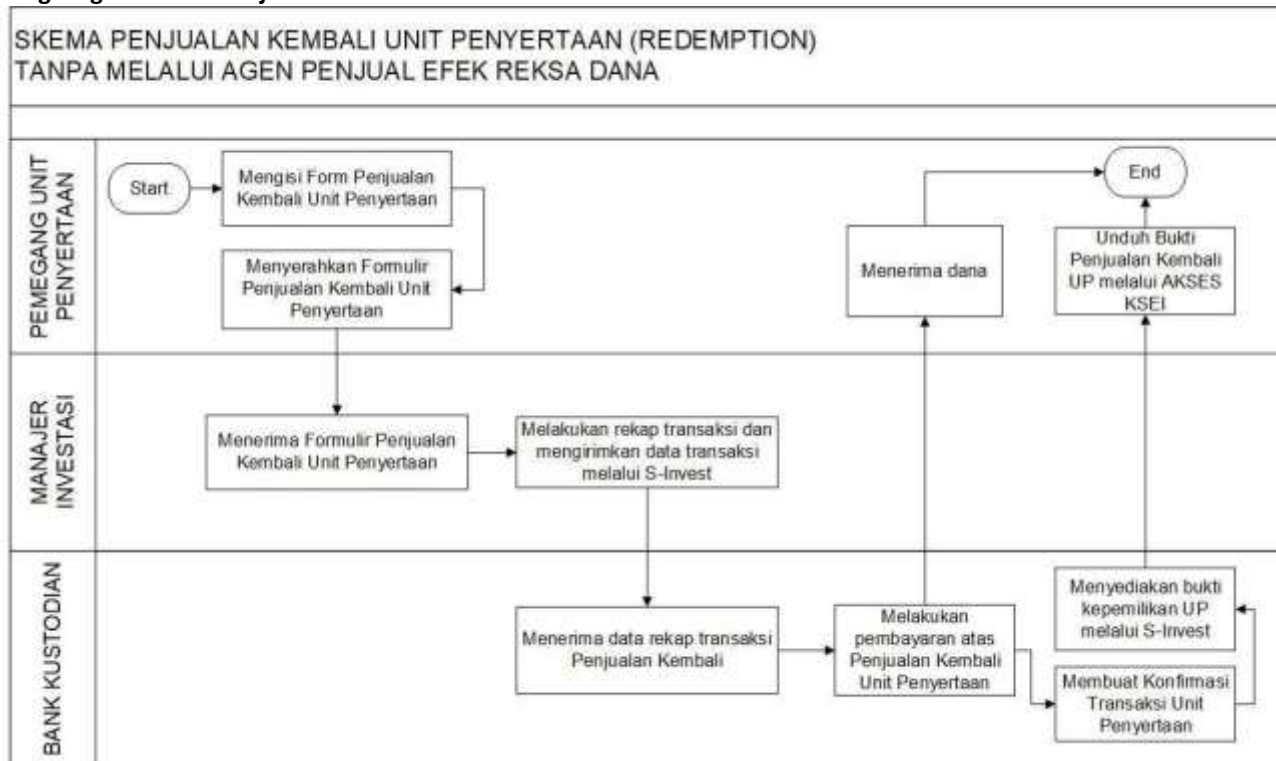 SKEMA PENJUALAN KEMBALI UNIT PENYERTAAN (REDEMPTION)
TANPA MELALUI AGEN PENJUAL EFEK REKSA DANA
PEMEGANG UNIT
PENYERTAAN
Start
Mengisi Form Penjualan
Kembali Unit Penyertaan
Menyerahkan Formulir
Penjualan Kembali Unit
Penyertaan
Menerima dana
End
Unduh Bukti
Penjualan Kembali
UP melalui AKSES
KSEI
MANAJER
INVESTASI
Menerima Formulir Penjualan
Kembali Unit Penyertaan
Melakukan rekap transaksi dan
mengirimkan data transaksi
melalui S-Invest
BANK KUSTODIAN
Menerima data rekap transaksi
Penjualan Kembali
Melakukan
pembayaran atas
Penjualan Kembali
Unit Penyertaan
Menyediakan bukti
kepemilikan UP
melalui S-Invest
Membuat Konfirmasi
Transaksi Unit
Penyertaan